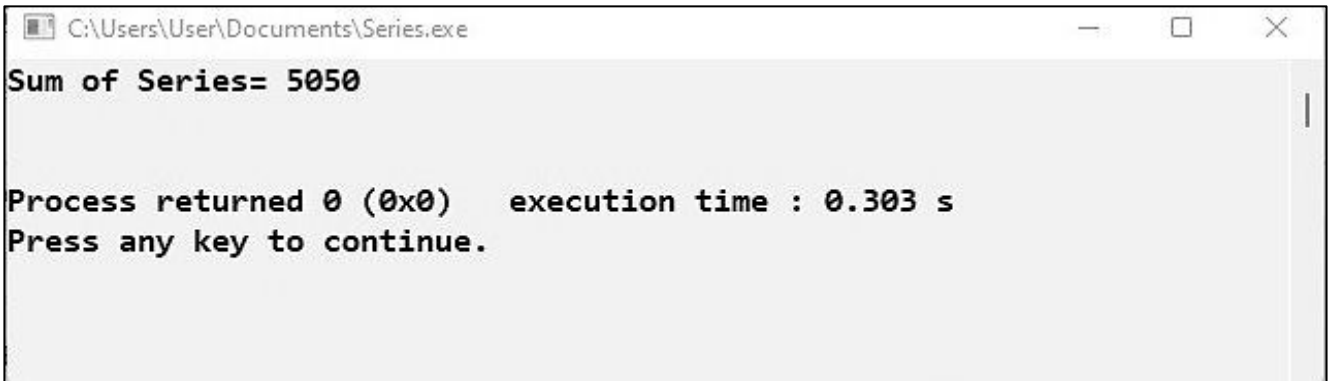 C:\Users\User\Documents\Series.exe
Sum of Series= 5050
Process returned 0 (0x0)   execution time : 0.303 s
Press any key to continue.